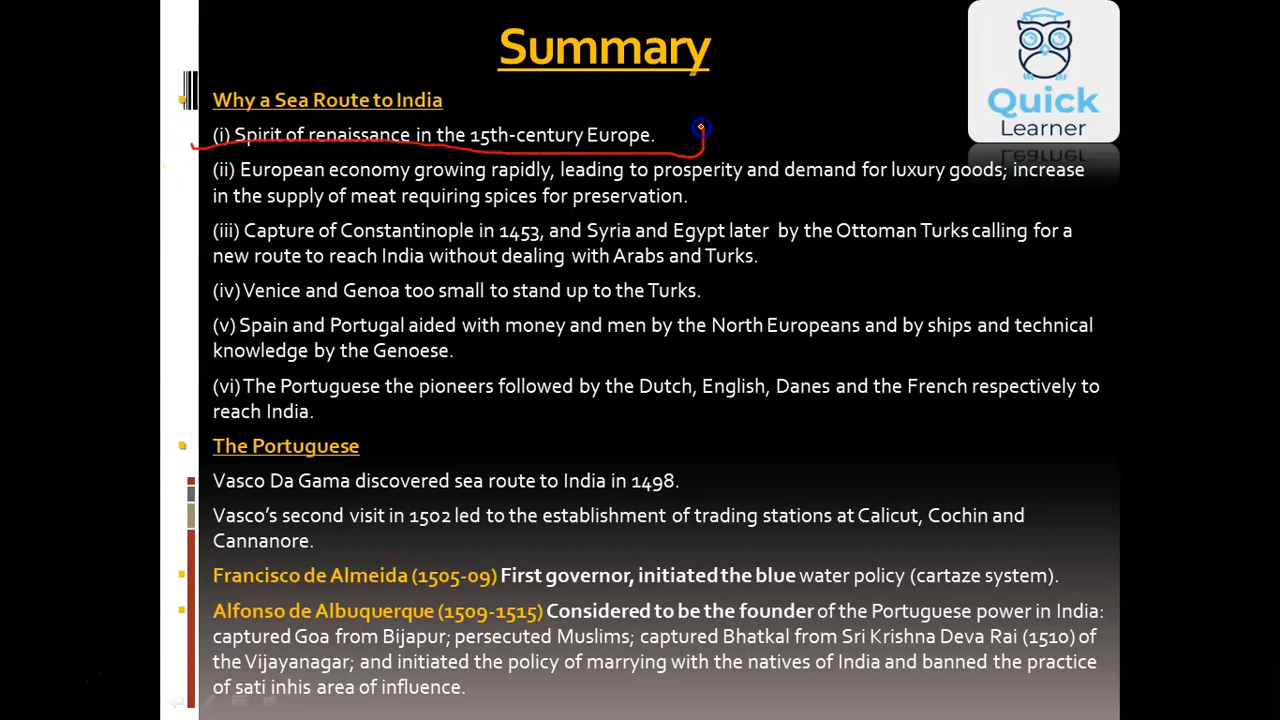 Summary
Quick
Learner
Why a Sea Route to India
(i) Spirit of renaissance in the 15th-century Europe.
(ii) European economy growing rapidly, leading to prosperity and demand for luxury goods; increase
in the supply of meat requiring spices for preservation.
(iii) Capture of Constantinople in 1453, and Syria and Egypt later by the Ottoman Turks calling for a
new route to reach India without dealing with Arabs and Turks.
(iv) Venice and Genoa too small to stand up to the Turks.
(v) Spain and Portugal aided with money and men by the North Europeans and by ships and technical
knowledge by the Genoese.
(vi) The Portuguese the pioneers followed by the Dutch, English, Danes and the French respectively to
reach India.
The Portuguese
Vasco Da Gama discovered sea route to India in 1498.
Vasco's second visit in 1502 led to the establishment of trading stations at Calicut, Cochin and
Cannanore.
Francisco de Almeida (1505-09) First governor, initiated the blue water policy (cartaze system).
Alfonso de Albuquerque (1509-1515) Considered to be the founder of the Portuguese power in India:
captured Goa from Bijapur; persecuted Muslims; captured Bhatkal from Sri Krishna Deva Rai (1510) of
the Vijayanagar; and initiated the policy of marrying with the natives of India and banned the practice
of sati inhis area of influence.